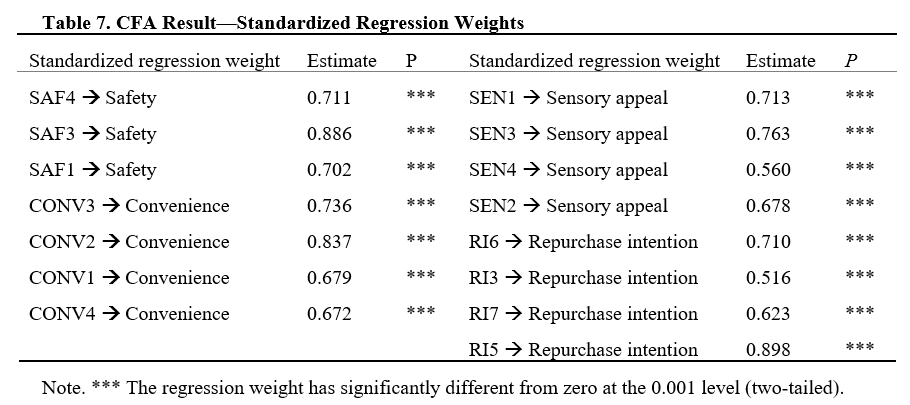 Table 7. CFA Result—Standardized Regression Weights
Standardized regression weight Estimate P Standardized regression weight Estimate P
SAF4 → Safety 0.711 *** SEN1 → Sensory appeal 0.713 ***
SAF3 → Safety 0.886 *** SEN3 → Sensory appeal 0.763 ***
SAF1 → Safety 0.702 *** SEN4 → Sensory appeal 0.560 ***
CONV3 → Convenience 0.736 *** SEN2 → Sensory appeal 0.678 ***
CONV2 → Convenience 0.837 *** RI6 → Repurchase intention 0.710 ***
CONV1 → Convenience 0.679 *** RI3 → Repurchase intention 0.516 ***
CONV4 → Convenience 0.672 *** RI7 → Repurchase intention 0.623 ***
RI5 → Repurchase intention 0.898 ***
Note. *** The regression weight has significantly different from zero at the 0.001 level (two-tailed).